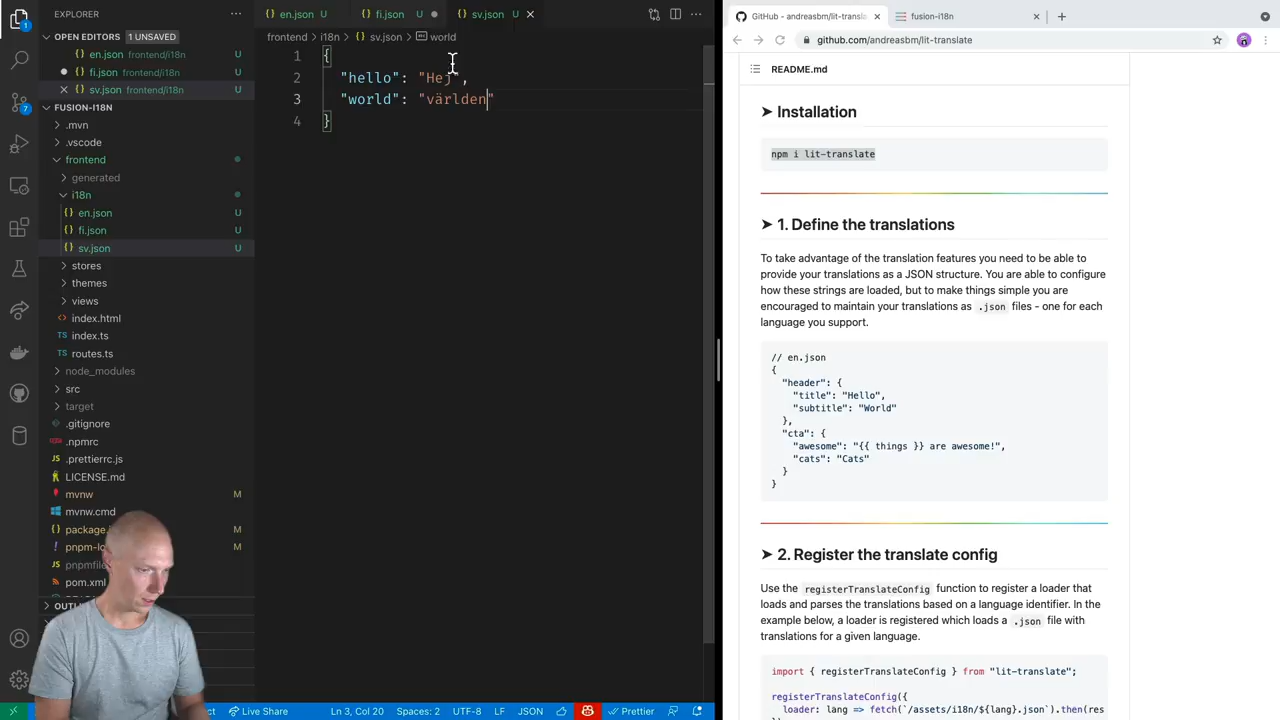 EXPLORER
OPEN EDITORS 1 UNSAVED
en.json frontend/i18n U
fi.json frontend/i18n U
sv.json frontend/i18n U
FUSION-I18N
.mvn
.vscode
frontend
generated
i18n
en.json U
fi.json U
sv.json U
stores
themes
views
index.html
index.ts
routes.ts
node_modules
src
target
.gitignore
.npmrc
.prettierrc.js
LICENSE.md
mvnw M
mvnw.cmd
package. M
pnpm-lo M
pnpmfile
pom.xml
OUTLI
1
7
en.json U
fi.json U
sv.json U
frontend > i18n > sv.json > world
1 {
2 "hello": "Hej",
3 "world": "världen"
4 }
Live Share
Ln 3, Col 20
Spaces: 2
UTF-8
LF
JSON
Prettier
GitHub - andreasbm/lit-transla
fusion-i18n
github.com/andreasbm/lit-translate
README.md
➤ Installation
npm i lit-translate
➤ 1. Define the translations
To take advantage of the translation features you need to be able to
provide your translations as a JSON structure. You are able to configure
how these strings are loaded, but to make things simple you are
encouraged to maintain your translations as .json files - one for each
language you support.
// en.json
{
"header": {
"title": "Hello",
"subtitle": "World"
},
"cta": {
"awesome": "{{ things }} are awesome!",
"cats": "Cats"
}
}
➤ 2. Register the translate config
Use the registerTranslateConfig function to register a loader that
loads and parses the translations based on a language identifier. In the
example below, a loader is registered which loads a .json file with
translations for a given language.
import { registerTranslateConfig } from "lit-translate";
registerTranslateConfig({
loader: lang => fetch(`/assets/i18n/${lang}.json`).then(res